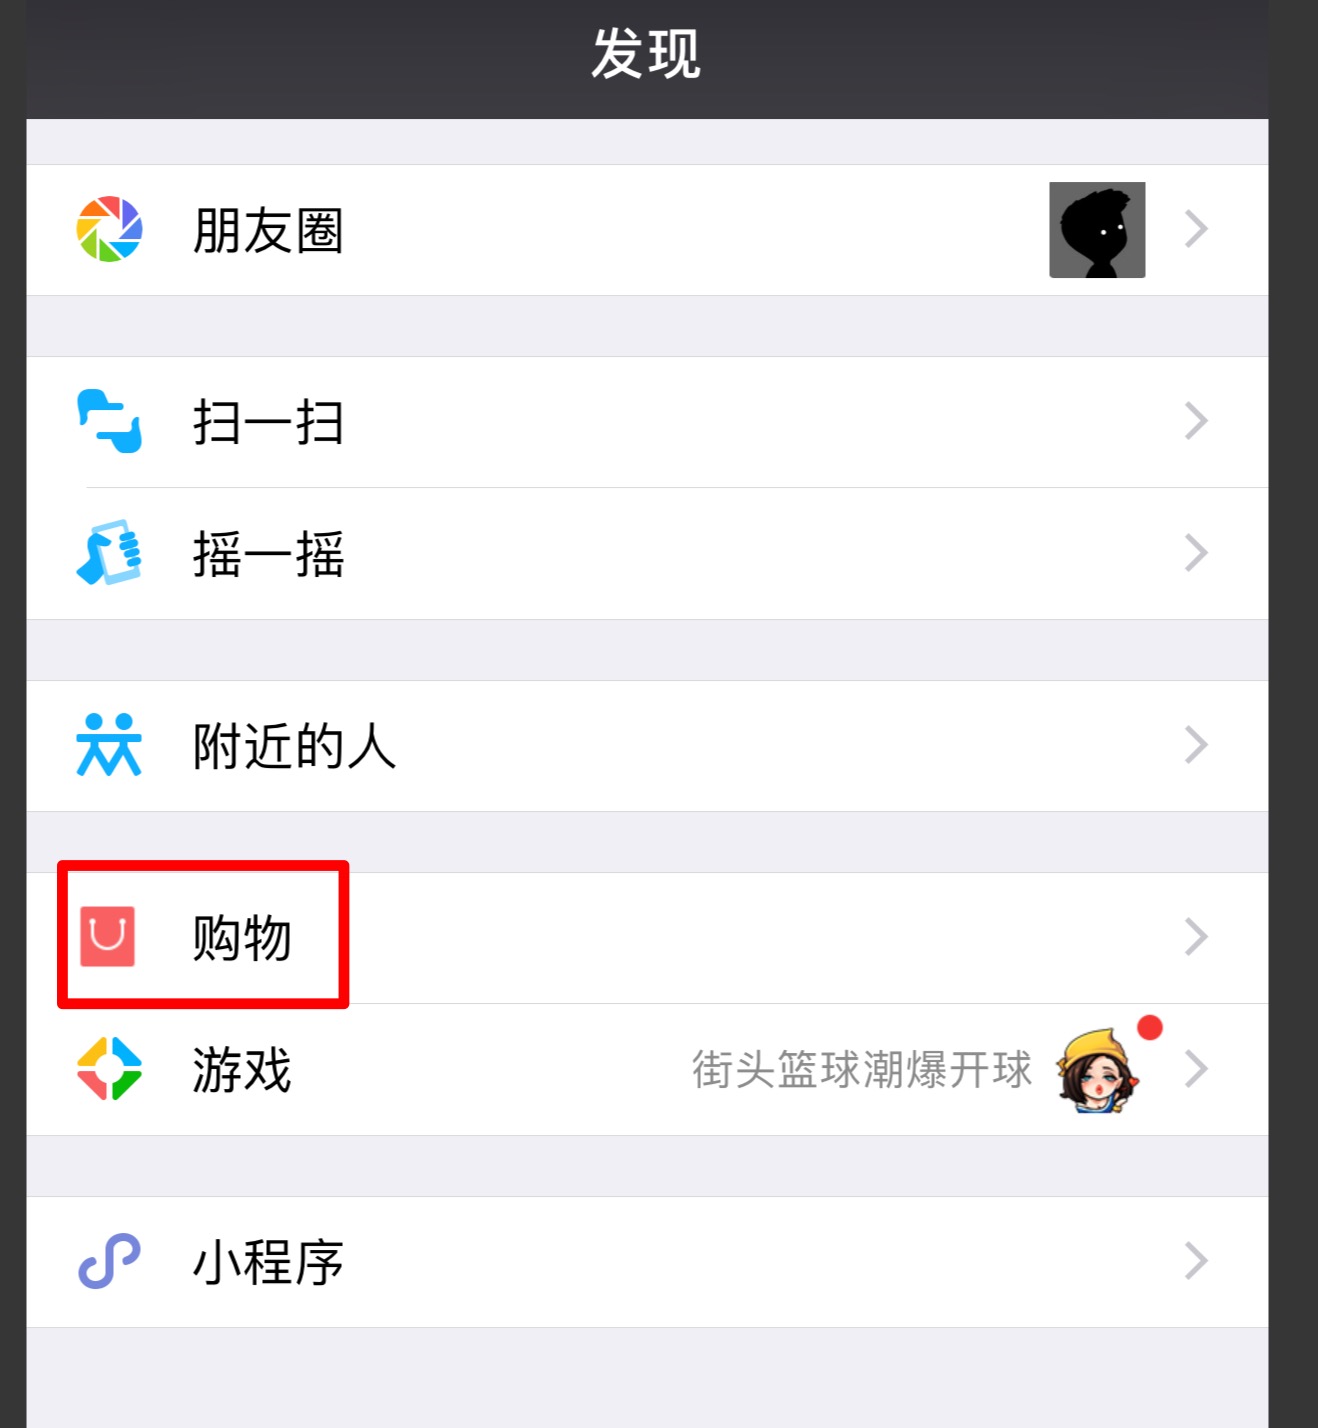 发现
朋友圈
扫一扫
摇一摇
附近的人
购物
游戏 街头篮球潮爆开球
小程序